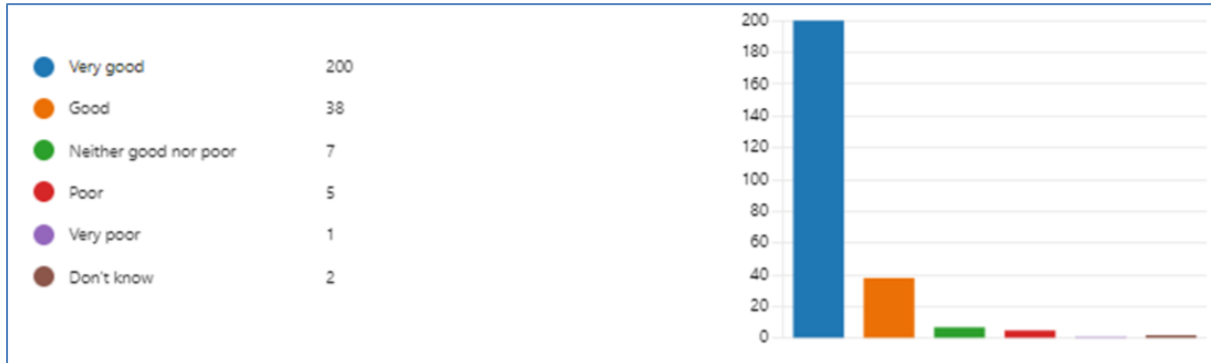 Very good 200
Good 38
Neither good nor poor 7
Poor 5
Very poor 1
Don't know 2
200
180
160
140
120
100
80
60
40
20
0